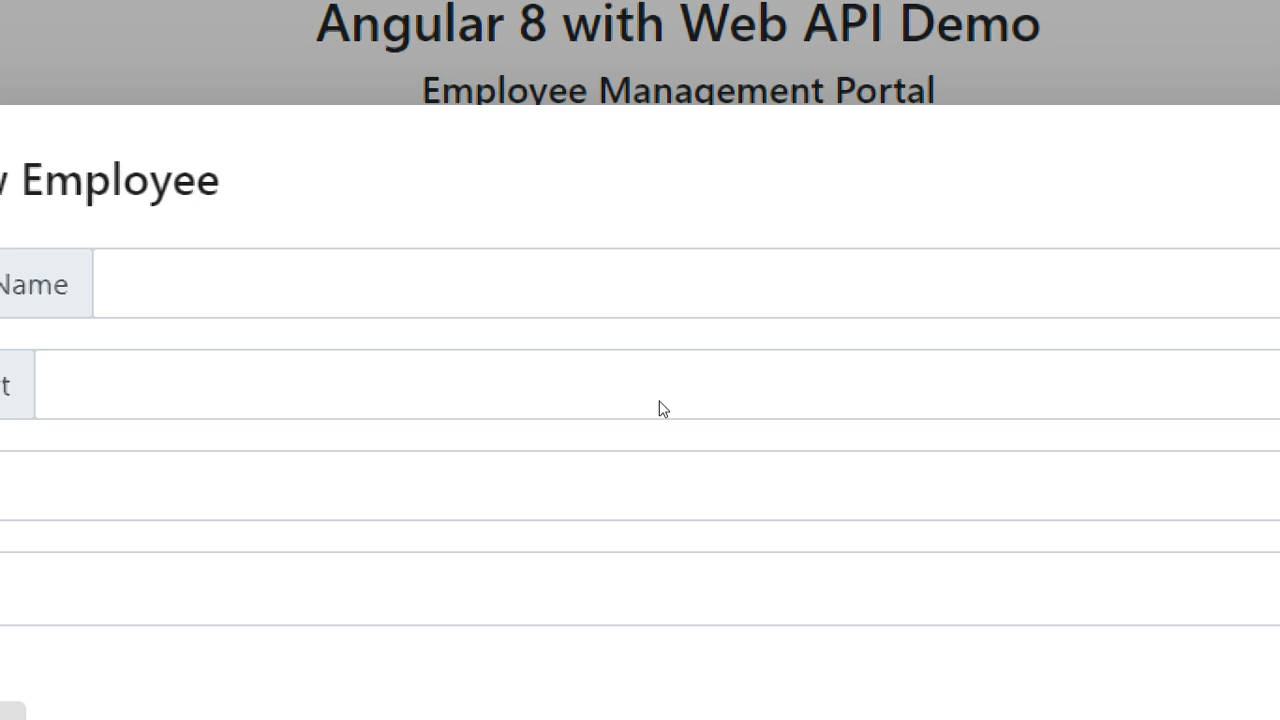 Angular 8 with Web API Demo
Employee Management Portal
Employee
Name